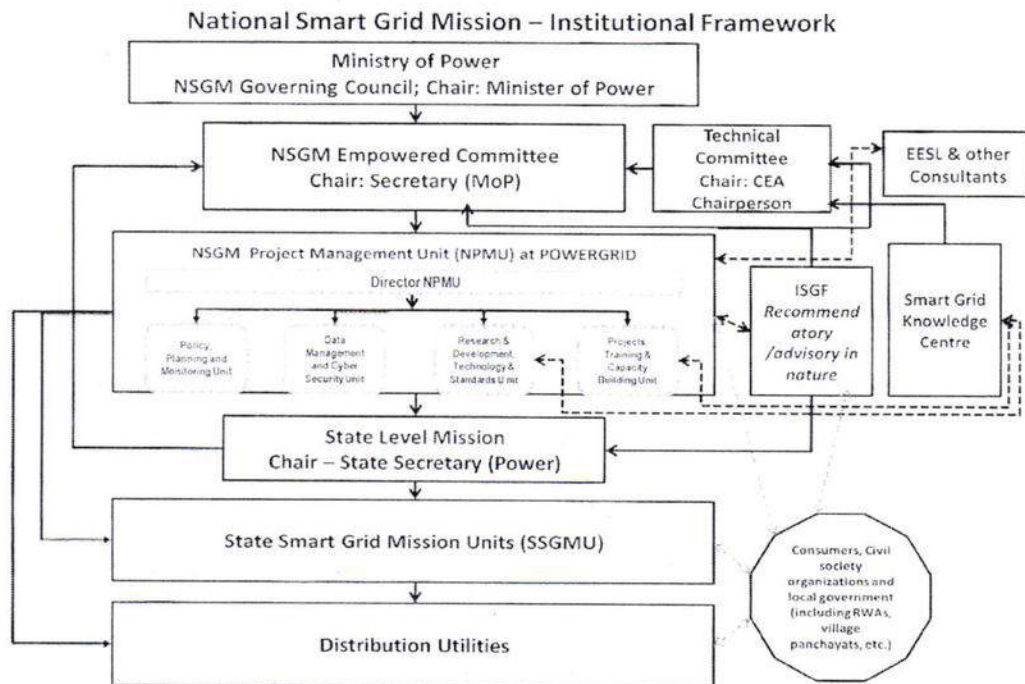 National Smart Grid Mission – Institutional Framework
Ministry of Power
NSGM Governing Council; Chair: Minister of Power
NSGM Empowered Committee
Chair: Secretary (MoP)
Technical
Committee
Chair: CEA
Chairperson
EESL & other
Consultants
NSGM Project Management Unit (NPMU) at POWERGRID
Director NPMU
Policy,
Planning and
Monitoring Unit
Data
Management
and Cyber
Security Unit
Research &
Development,
Technology &
Standards Unit
Projects,
Training &
Capacity
Building Unit
ISGF
Recommend
atory
/advisory in
nature
Smart Grid
Knowledge
Centre
State Level Mission
Chair – State Secretary (Power)
State Smart Grid Mission Units (SSGMU)
Consumers, Civil
society
organizations and
local government
(including RWAs,
village
panchayats, etc.)
Distribution Utilities